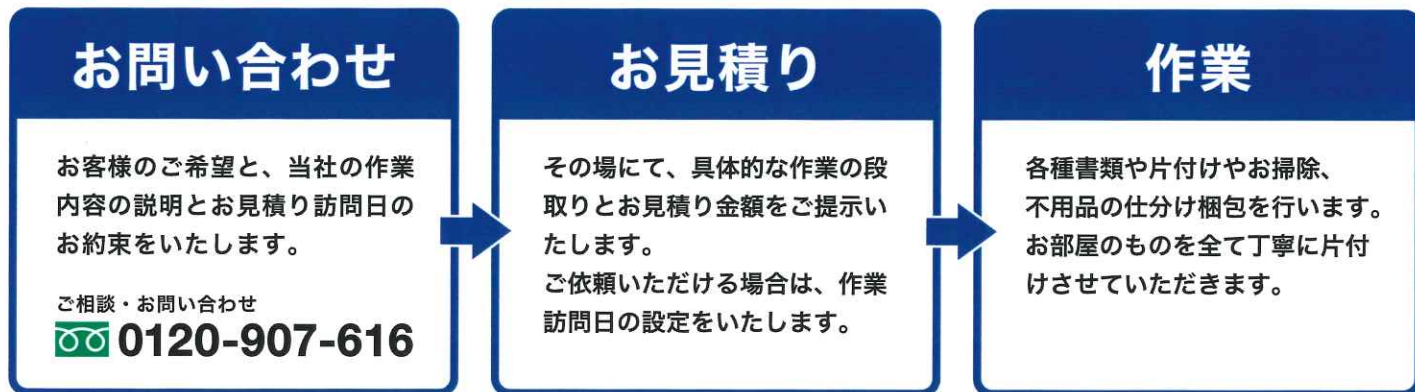 お問い合わせ
お客様のご希望と、当社の作業
内容の説明とお見積り訪問日の
お約束をいたします。
ご相談・お問い合わせ
0120-907-616
お見積り
その場にて、具体的な作業の段
取りとお見積り金額をご提示い
たします。
ご依頼いただける場合は、作業
訪問日の設定をいたします。
作業
各種書類や片付けやお掃除、
不用品の仕分け梱包を行います。
お部屋のものを全て丁寧に片付
けさせていただきます。